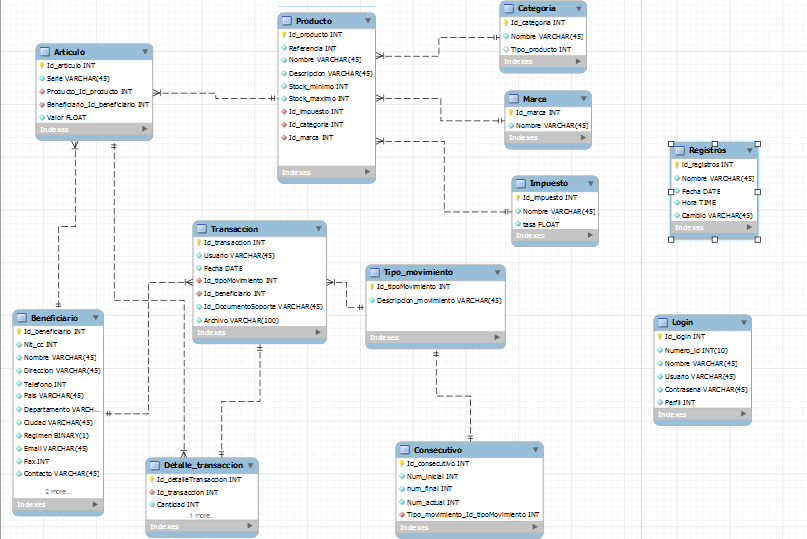 Categoria
Id_categoria INT
Nombre VARCHAR(45)
Tipo_producto INT
Indexes
Producto
Id_producto INT
Referencia INT
Nombre VARCHAR(45)
Descripcion VARCHAR(45)
Stock_minimo INT
Stock_maximo INT
Id_impuesto INT
Id_categoria INT
Id_marca INT
Indexes
Articulo
Id_articulo INT
Serie VARCHAR(45)
Producto_Id_producto INT
Beneficiario_Id_beneficiario INT
Valor FLOAT
Indexes
Marca
Id_marca INT
Nombre VARCHAR(45)
Indexes
Registros
id_registros INT
Nombre VARCHAR(45)
Fecha DATE
Hora TIME
Cambio VARCHAR(45)
Indexes
Impuesto
Id_impuesto INT
Nombre VARCHAR(45)
tasa FLOAT
Indexes
Transaccion
Id_transaccion INT
Usuario VARCHAR(45)
Fecha DATE
Id_tipoMovimiento INT
Id_beneficiario INT
Id_DocumentoSoporte VARCHAR(45)
Archivo VARCHAR(100)
Indexes
Tipo_movimiento
Id_tipoMovimiento INT
Descripcion_movimiento VARCHAR(45)
Indexes
Beneficiario
Id_beneficiario INT
Nit_cc INT
Nombre VARCHAR(45)
Direccion VARCHAR(45)
Telefono INT
Pais VARCHAR(45)
Departamento VARCH...
Ciudad VARCHAR(45)
Regimen BINARY(1)
Email VARCHAR(45)
Fax INT
Contacto VARCHAR(45)
2 more...
Indexes
Login
Id_login INT
Numero_id INT(10)
Nombre VARCHAR(45)
Usuario VARCHAR(45)
Contrasena VARCHAR(45)
Perfil INT
Indexes
Detalle_transaccion
Id_detalleTransaccion INT
Id_transaccion INT
Cantidad INT
1 more...
Indexes
Consecutivo
Id_consecutivo INT
Num_inicial INT
num_final INT
Num_actual INT
Tipo_movimiento_Id_tipoMovimiento INT
Indexes